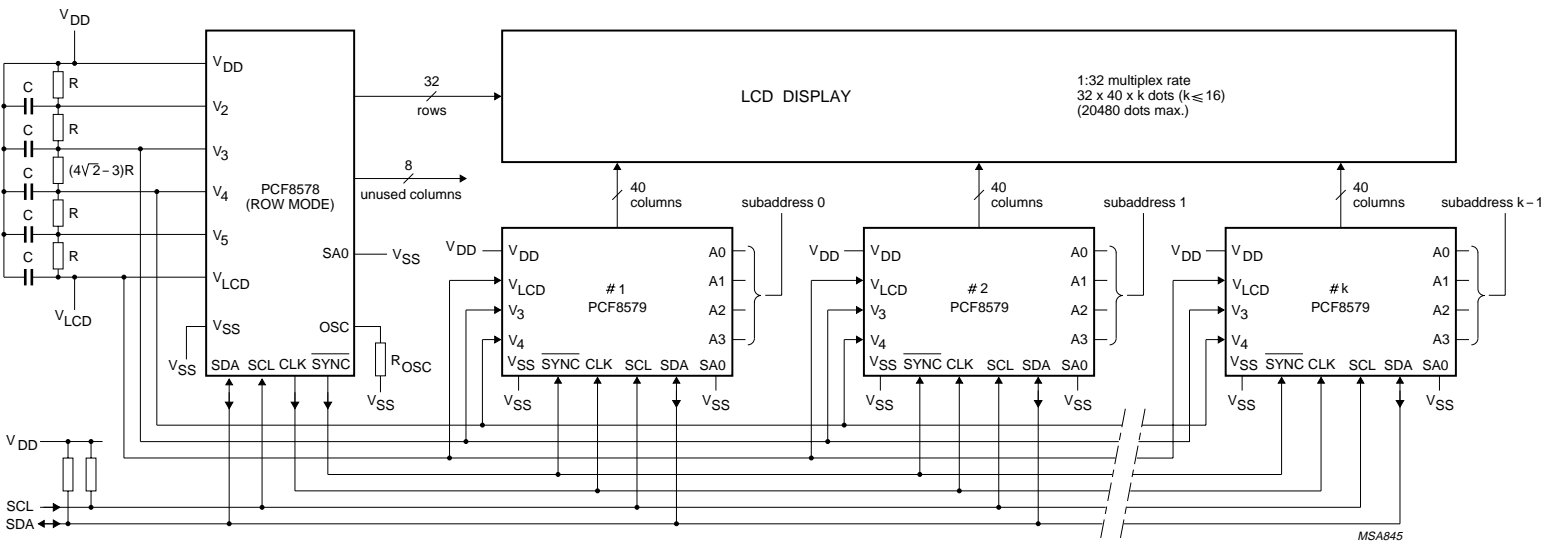 VDD
C
C
C
C
C
R
R
(4√2−3)R
R
R
VLCD
VDD
V2
V3
V4
V5
VLCD
VSS
VSS
PCF8578
(ROW MODE)
SA0
VSS
OSC
ROSC
VSS
SDA SCL CLK SYNC
32
rows
8
unused columns
LCD DISPLAY
1:32 multiplex rate
32 x 40 x k dots (k⩽16)
(20480 dots max.)
40
columns
subaddress 0
VDD
VDD
VLCD
V3
V4
#1
PCF8579
A0
A1
A2
A3
VSS SYNC CLK SCL SDA SA0
VSS
VSS
40
columns
subaddress 1
VDD
VDD
VLCD
V3
V4
#2
PCF8579
A0
A1
A2
A3
VSS SYNC CLK SCL SDA SA0
VSS
VSS
40
columns
subaddress k−1
VDD
VDD
VLCD
V3
V4
#k
PCF8579
A0
A1
A2
A3
VSS SYNC CLK SCL SDA SA0
VSS
VSS
VDD
SCL
SDA
MSA845